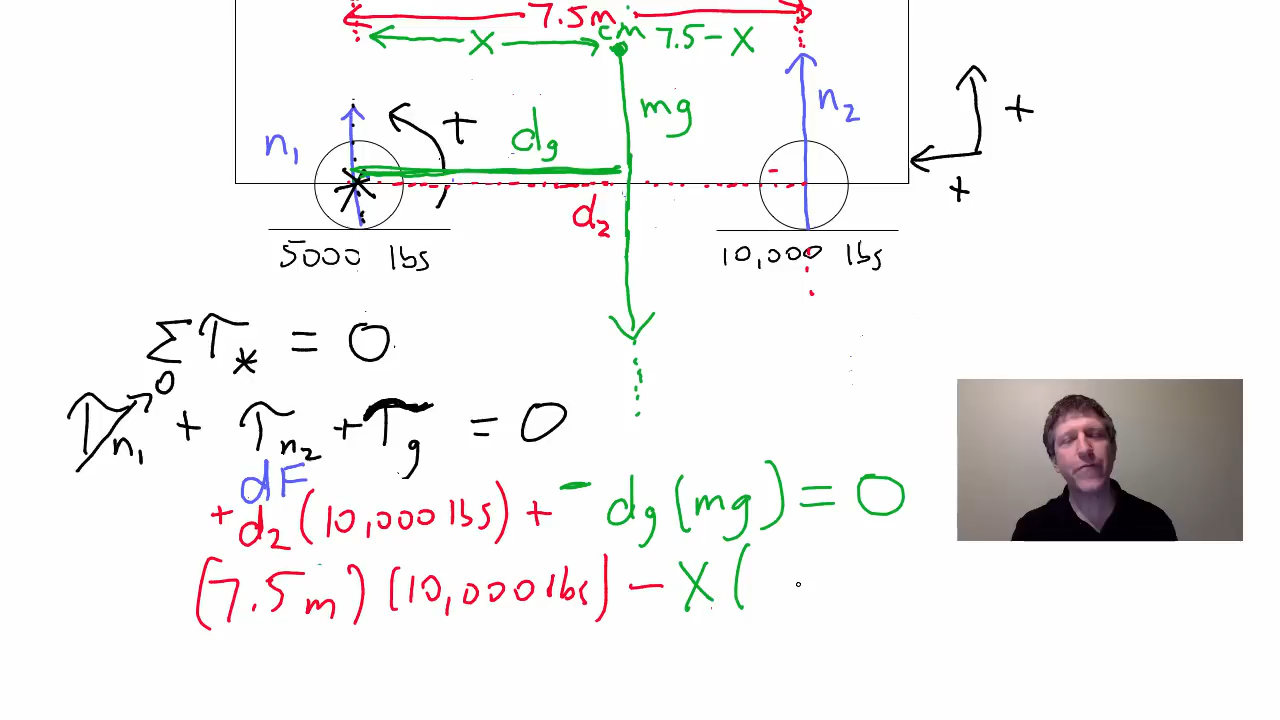 7.5m
x cm 7.5-x
n₁ + dg mg n₂ +
+
d₂
5000 lbs 10,000 lbs
Στ* = 0
τn₁ 0 + τn₂ + τg = 0
dF
+ d₂ (10,000 lbs) + - dg (mg) = 0
(7.5 m) (10,000 lbs) - x (